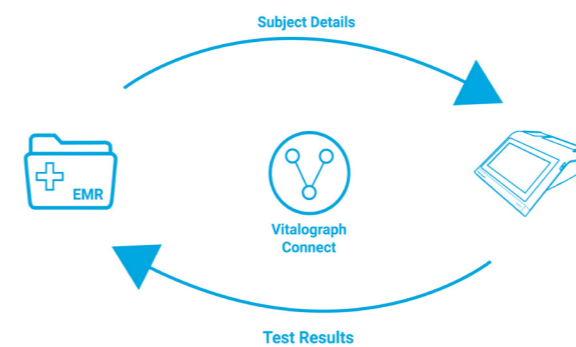 Subject Details
EMR
Vitalograph
Connect
Test Results